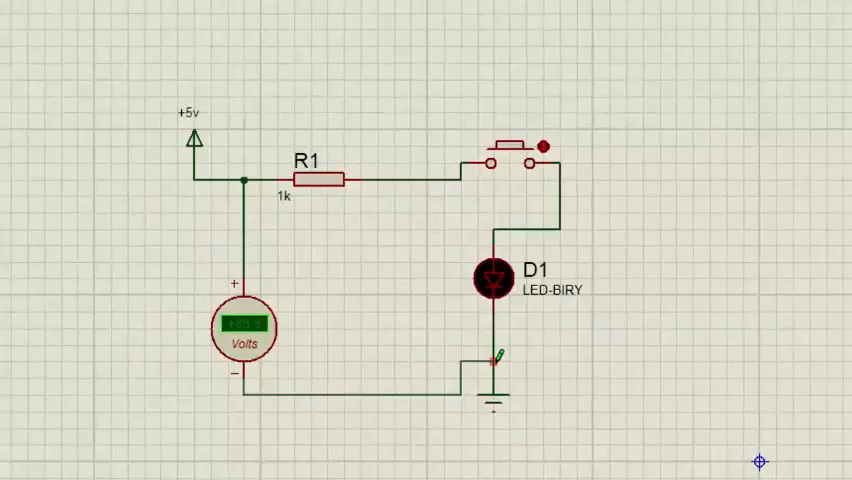 +5v
R1
1k
D1
LED-BIRY
+
Volts
−